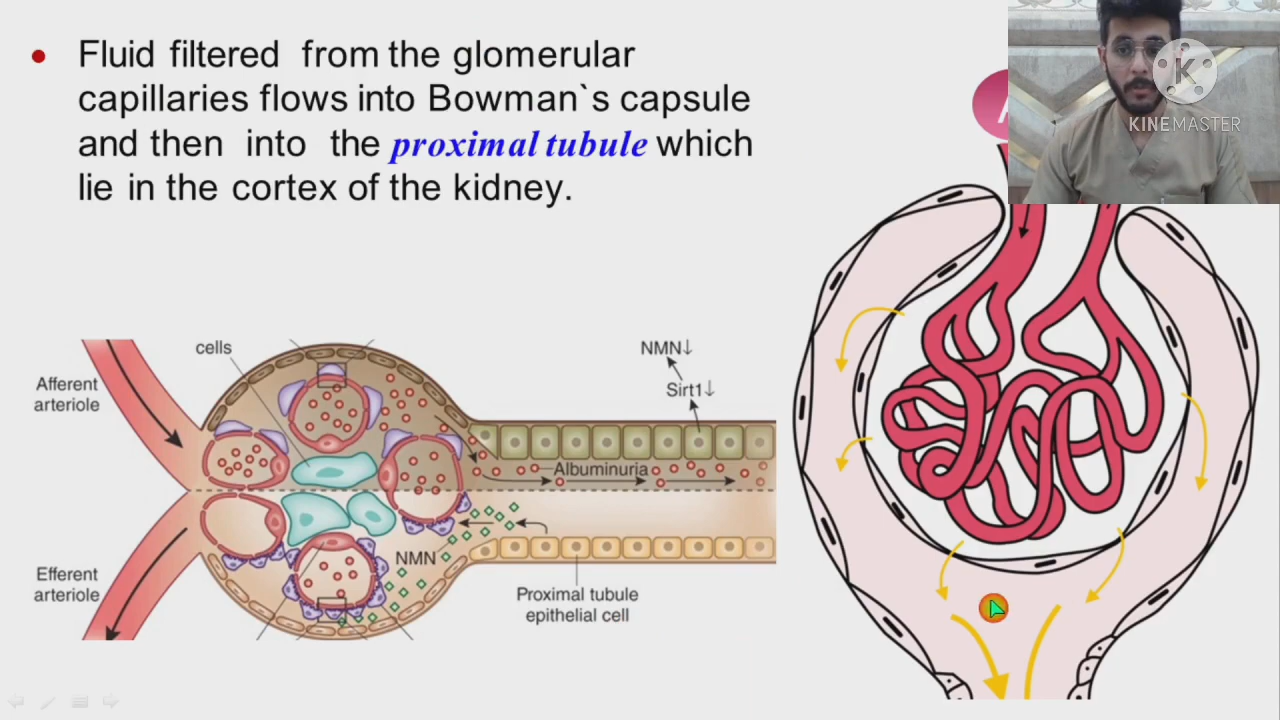 Fluid filtered from the glomerular
capillaries flows into Bowman`s capsule
and then into the proximal tubule which
lie in the cortex of the kidney.
K
KINEMASTER
cells
NMN↓
Sirt1↓
Afferent
arteriole
Albuminuria
NMN
Efferent
arteriole
Proximal tubule
epithelial cell